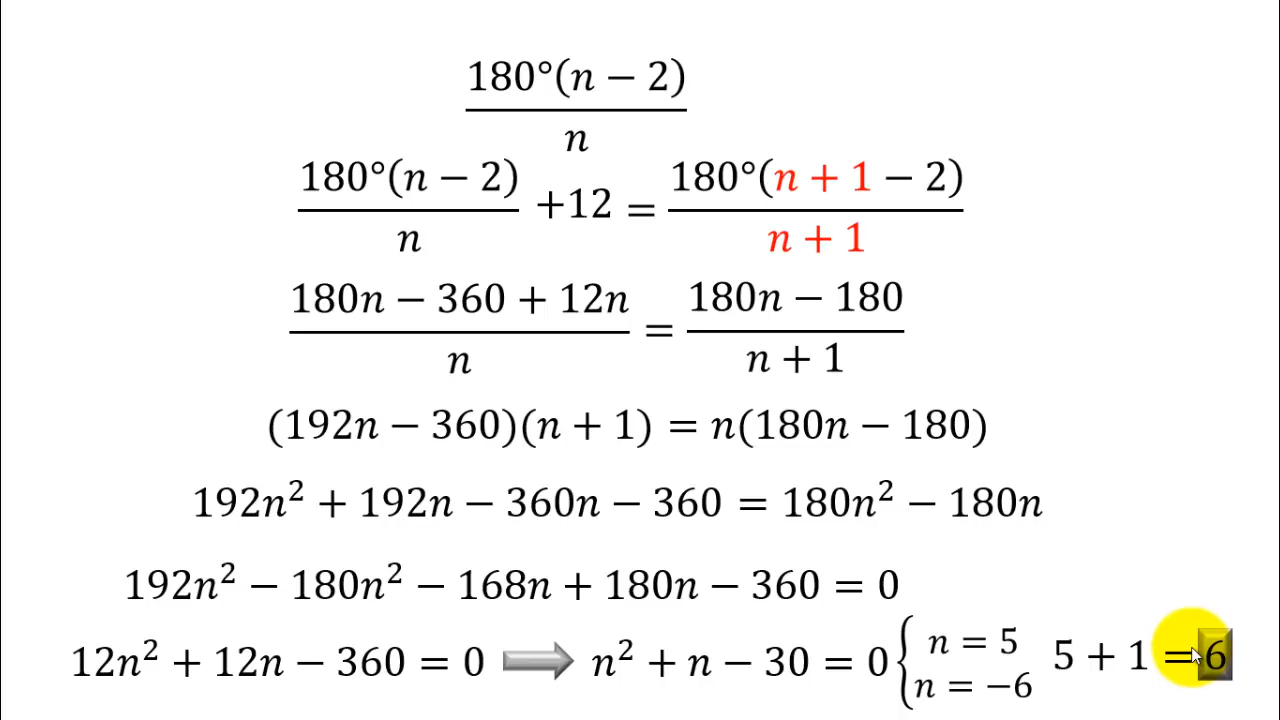 180°(n − 2)
n
180°(n − 2) +12 = 180°(n + 1 − 2)
n n + 1
180n − 360 + 12n = 180n − 180
n n + 1
(192n − 360)(n + 1) = n(180n − 180)
192n² + 192n − 360n − 360 = 180n² − 180n
192n² − 180n² − 168n + 180n − 360 = 0
12n² + 12n − 360 = 0 ⇒ n² + n − 30 = 0 { n = 5 5 + 1 = 6
n = −6